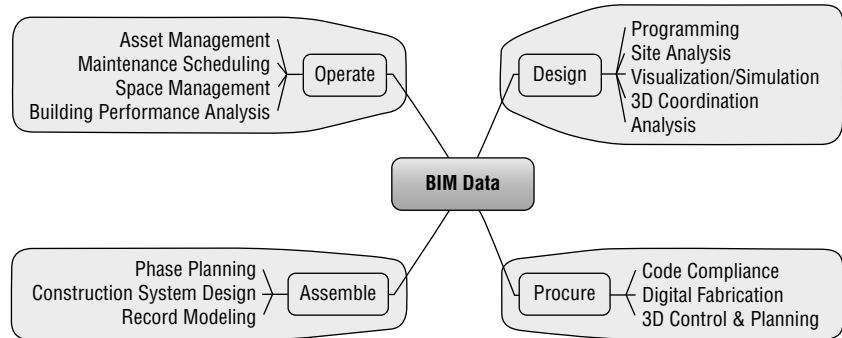 Asset Management
Maintenance Scheduling
Space Management
Building Performance Analysis
Operate
Design
Programming
Site Analysis
Visualization/Simulation
3D Coordination
Analysis
BIM Data
Phase Planning
Construction System Design
Record Modeling
Assemble
Procure
Code Compliance
Digital Fabrication
3D Control & Planning